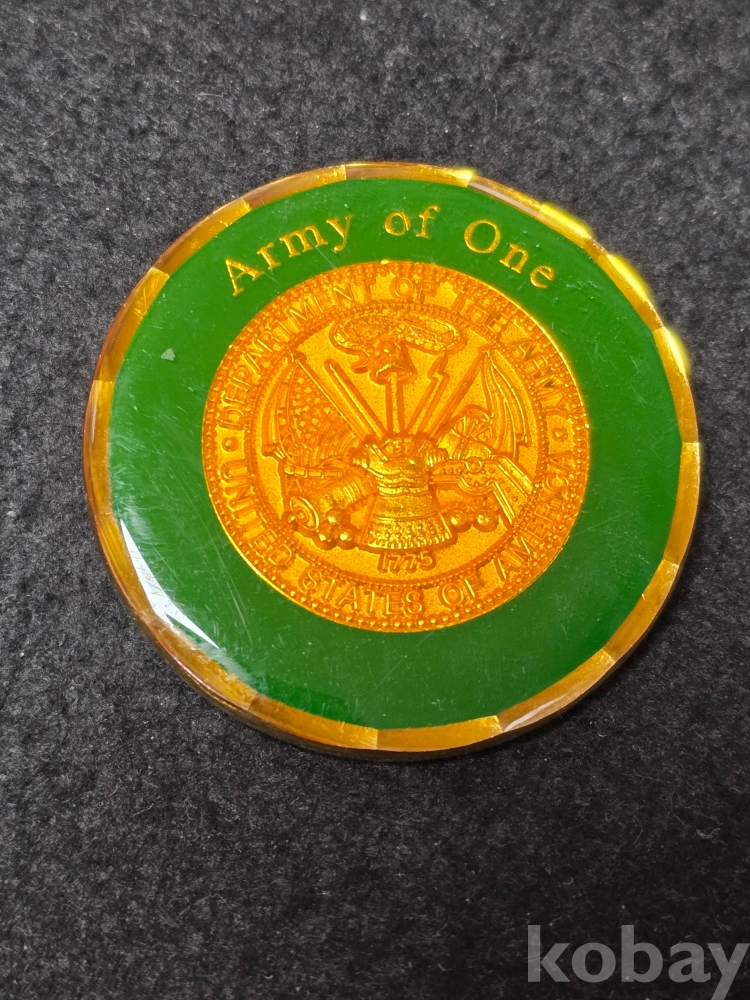 Army of One
DEPARTMENT OF THE ARMY
UNITED STATES OF AMERICA
1775
kobay